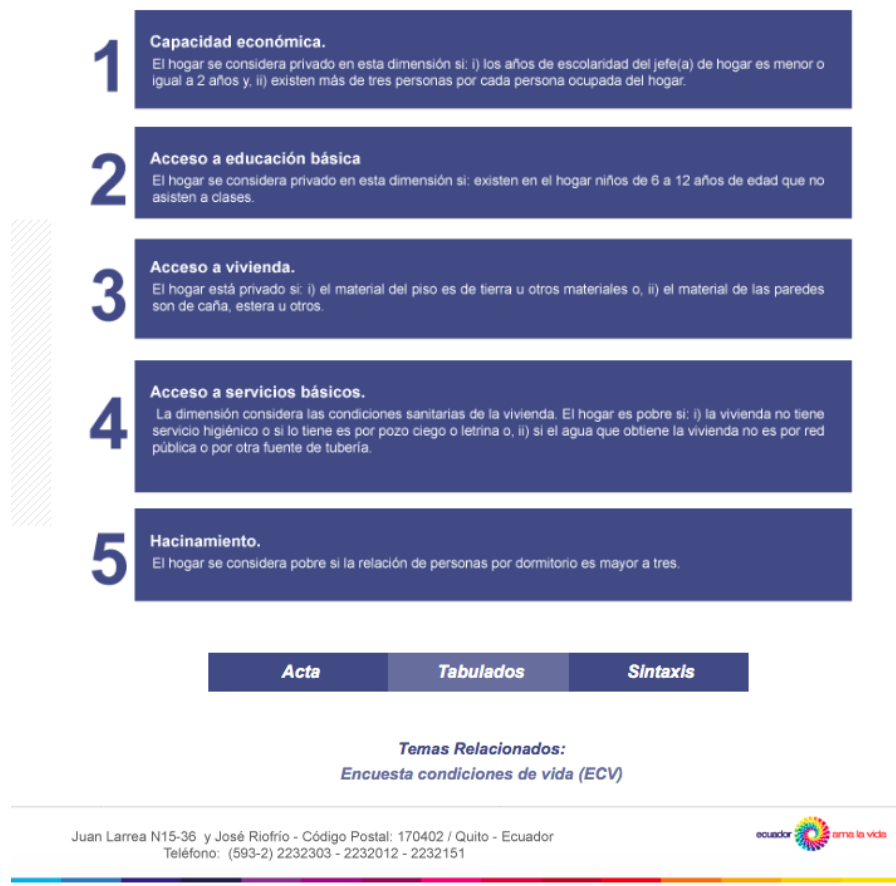 1
Capacidad económica.
El hogar se considera privado en esta dimensión si: i) los años de escolaridad del jefe(a) de hogar es menor o
igual a 2 años y, ii) existen más de tres personas por cada persona ocupada del hogar.
2
Acceso a educación básica
El hogar se considera privado en esta dimensión si: existen en el hogar niños de 6 a 12 años de edad que no
asisten a clases.
3
Acceso a vivienda.
El hogar está privado si: i) el material del piso es de tierra u otros materiales o, ii) el material de las paredes
son de caña, estera u otros.
4
Acceso a servicios básicos.
La dimensión considera las condiciones sanitarias de la vivienda. El hogar es pobre si: i) la vivienda no tiene
servicio higiénico o si lo tiene es por pozo ciego o letrina o, ii) si el agua que obtiene la vivienda no es por red
pública o por otra fuente de tubería.
5
Hacinamiento.
El hogar se considera pobre si la relación de personas por dormitorio es mayor a tres.
Acta Tabulados Sintaxis
Temas Relacionados:
Encuesta condiciones de vida (ECV)
Juan Larrea N15-36 y José Riofrío - Código Postal: 170402 / Quito - Ecuador
Teléfono: (593-2) 2232303 - 2232012 - 2232151
ecuador ama la vida